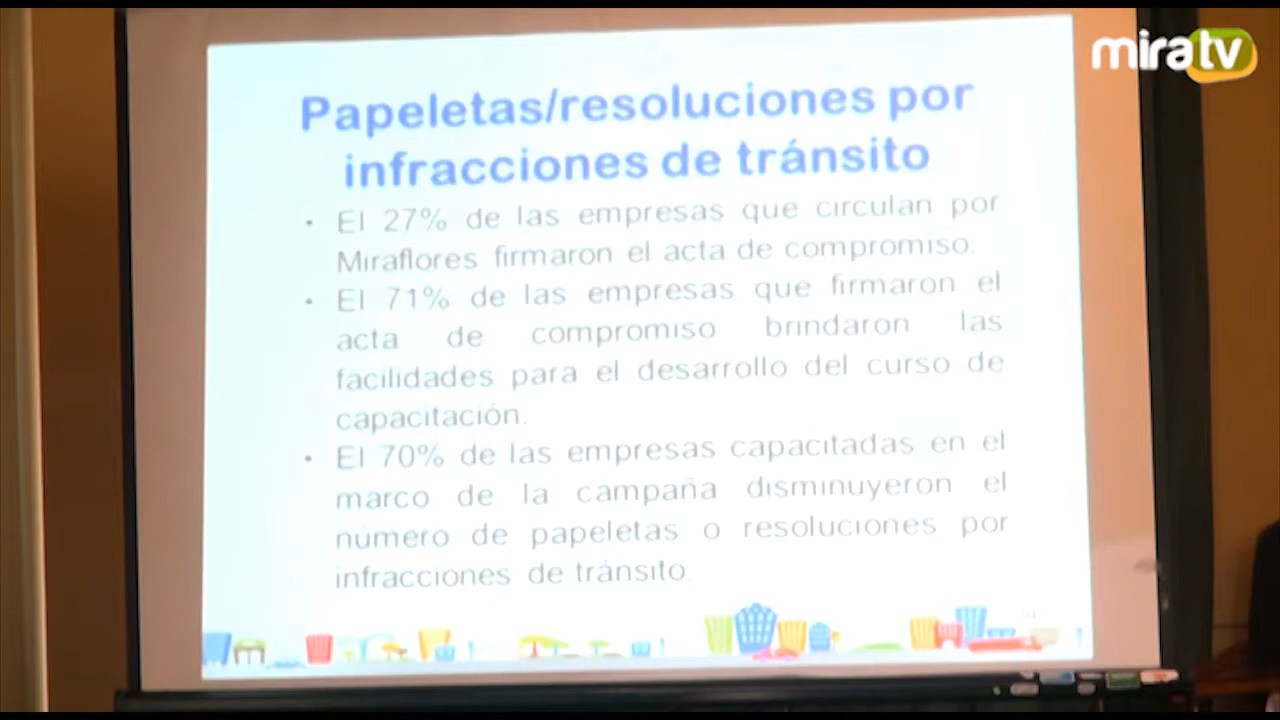 miratv
Papeletas/resoluciones por
infracciones de tránsito
• El 27% de las empresas que circulan por
Miraflores firmaron el acta de compromiso.
• El 71% de las empresas que firmaron el
acta de compromiso brindaron las
facilidades para el desarrollo del curso de
capacitación.
• El 70% de las empresas capacitadas en el
marco de la campaña disminuyeron el
número de papeletas o resoluciones por
infracciones de tránsito.